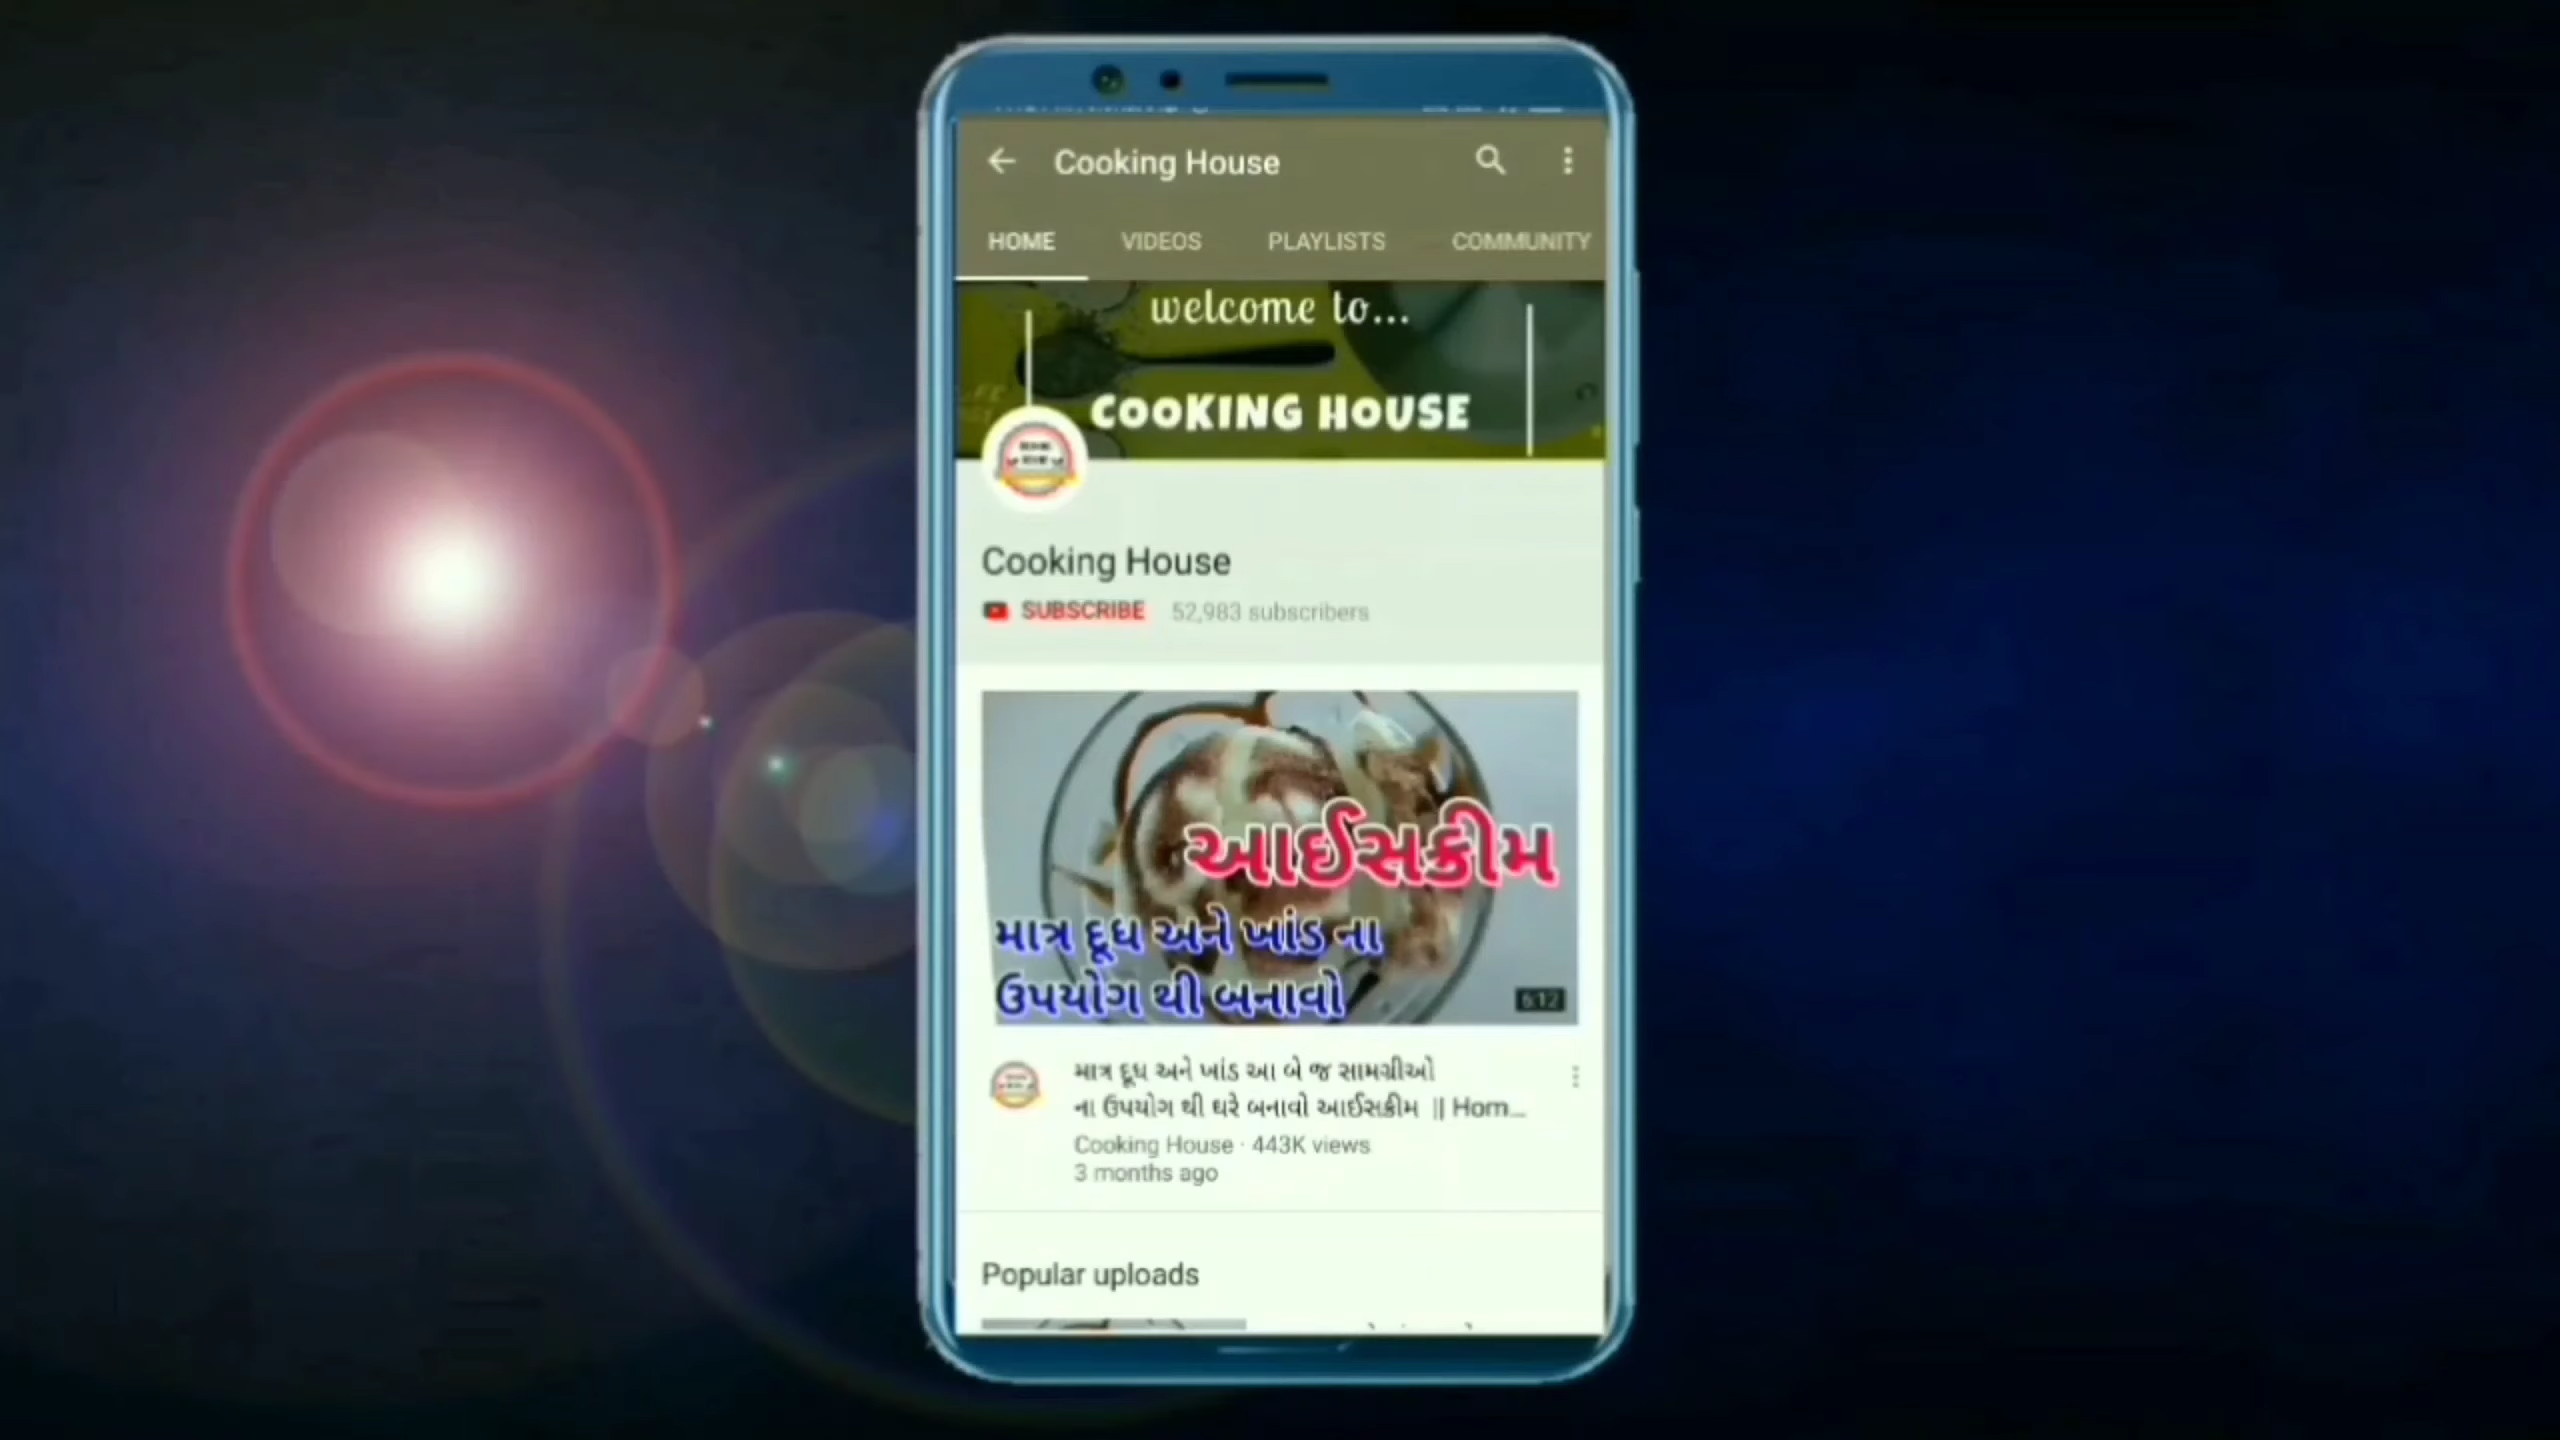 Cooking House
HOME VIDEOS PLAYLISTS COMMUNITY
welcome to...
COOKING HOUSE
Cooking House
SUBSCRIBE 52,983 subscribers
આઈસક્રીમ
માત્ર દૂધ અને ખાંડ ના
ઉપયોગ થી બનાવો
6:12
માત્ર દૂધ અને ખાંડ આ બે જ સામગ્રીઓ
ના ઉપયોગ થી ઘરે બનાવો આઈસક્રીમ || Hom...
Cooking House · 443K views
3 months ago
Popular uploads